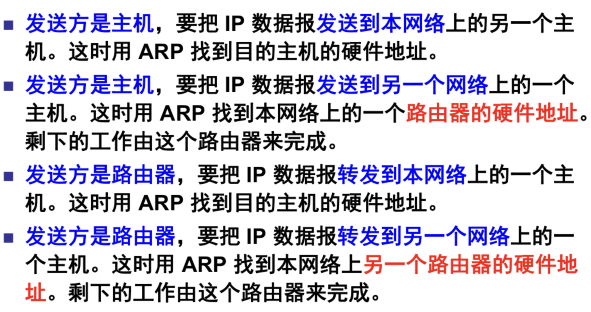 发送方是主机，要把 IP 数据报发送到本网络上的另一个主
机。这时用 ARP 找到目的主机的硬件地址。
发送方是主机，要把 IP 数据报发送到另一个网络上的一个
主机。这时用 ARP 找到本网络上的一个路由器的硬件地址。
剩下的工作由这个路由器来完成。
发送方是路由器，要把 IP 数据报转发到本网络上的一个主
机。这时用 ARP 找到目的主机的硬件地址。
发送方是路由器，要把 IP 数据报转发到另一个网络上的一
个主机。这时用 ARP 找到本网络上另一个路由器的硬件地
址。剩下的工作由这个路由器来完成。